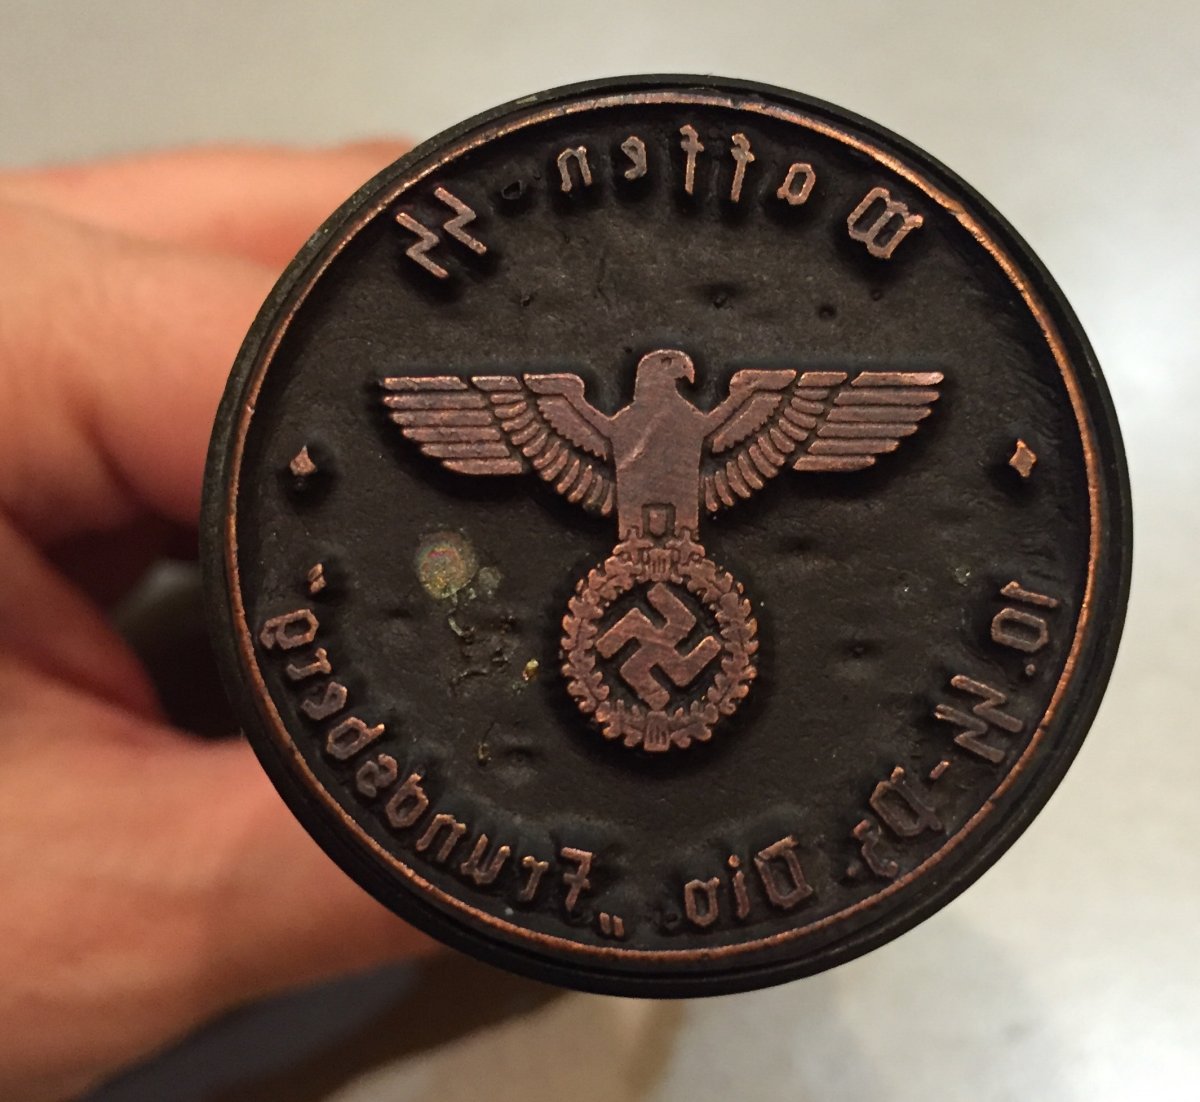 Waffen-SS
10. SS-Pz. Div. „Frundsberg“